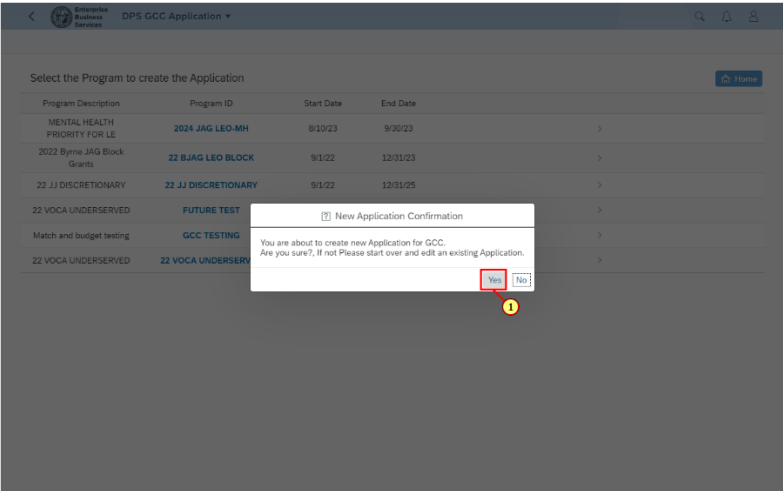 Enterprise
Business
Services
DPS GCC Application
Select the Program to create the Application
Home
Program Description Program ID Start Date End Date
MENTAL HEALTH
PRIORITY FOR LE
2024 JAG LEO-MH 8/10/23 9/30/23
2022 Byrne JAG Block
Grants
22 BJAG LEO BLOCK 9/1/22 12/31/23
22 JJ DISCRETIONARY 22 JJ DISCRETIONARY 9/1/22 12/31/25
22 VOCA UNDERSERVED FUTURE TEST
Match and budget testing GCC TESTING
22 VOCA UNDERSERVED 22 VOCA UNDERSERV
New Application Confirmation
You are about to create new Application for GCC.
Are you sure?, If not Please start over and edit an existing Application.
Yes No
1